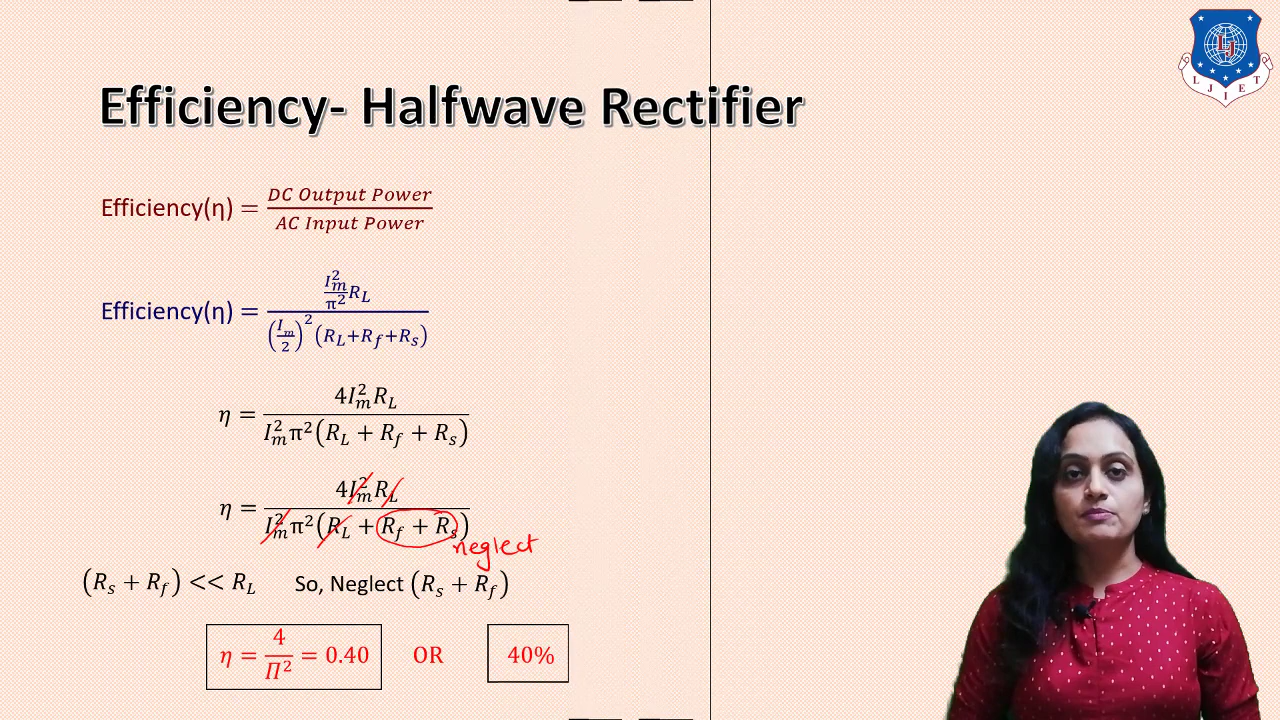 Efficiency- Halfwave Rectifier
L J I E T
LJ
Efficiency(η) = DC Output Power / AC Input Power
Efficiency(η) = (I_m^2/π^2 R_L) / ((I_m/2)^2 (R_L+R_f+R_s))
η = 4I_m^2 R_L / I_m^2 π^2 (R_L + R_f + R_s)
η = 4I_m^2 R_L / I_m^2 π^2 (R_L + R_f + R_s)
neglect
(R_s + R_f) << R_L So, Neglect (R_s + R_f)
η = 4/Π^2 = 0.40 OR 40%